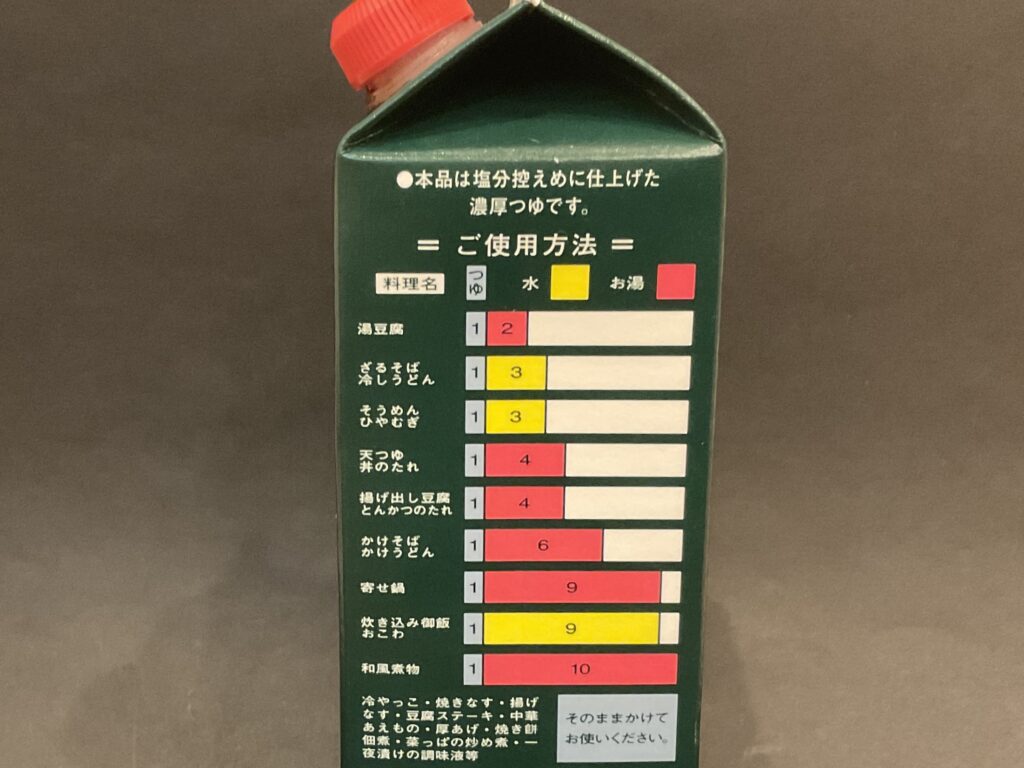 ●本品は塩分控えめに仕上げた
濃厚つゆです。
＝ ご使用方法 ＝
料理名 つゆ 水 お湯
湯豆腐 1 2
ざるそば
冷しうどん 1 3
そうめん
ひやむぎ 1 3
天つゆ
丼のたれ 1 4
揚げ出し豆腐
とんかつのたれ 1 4
かけそば
かけうどん 1 6
寄せ鍋 1 9
炊き込み御飯
おこわ 1 9
和風煮物 1 10
冷やっこ・焼きなす・揚げ
なす・豆腐ステーキ・中華
あえもの・厚あげ・焼き餅
佃煮・菜っぱの炒め煮・一
夜漬けの調味液等
そのままかけて
お使いください。